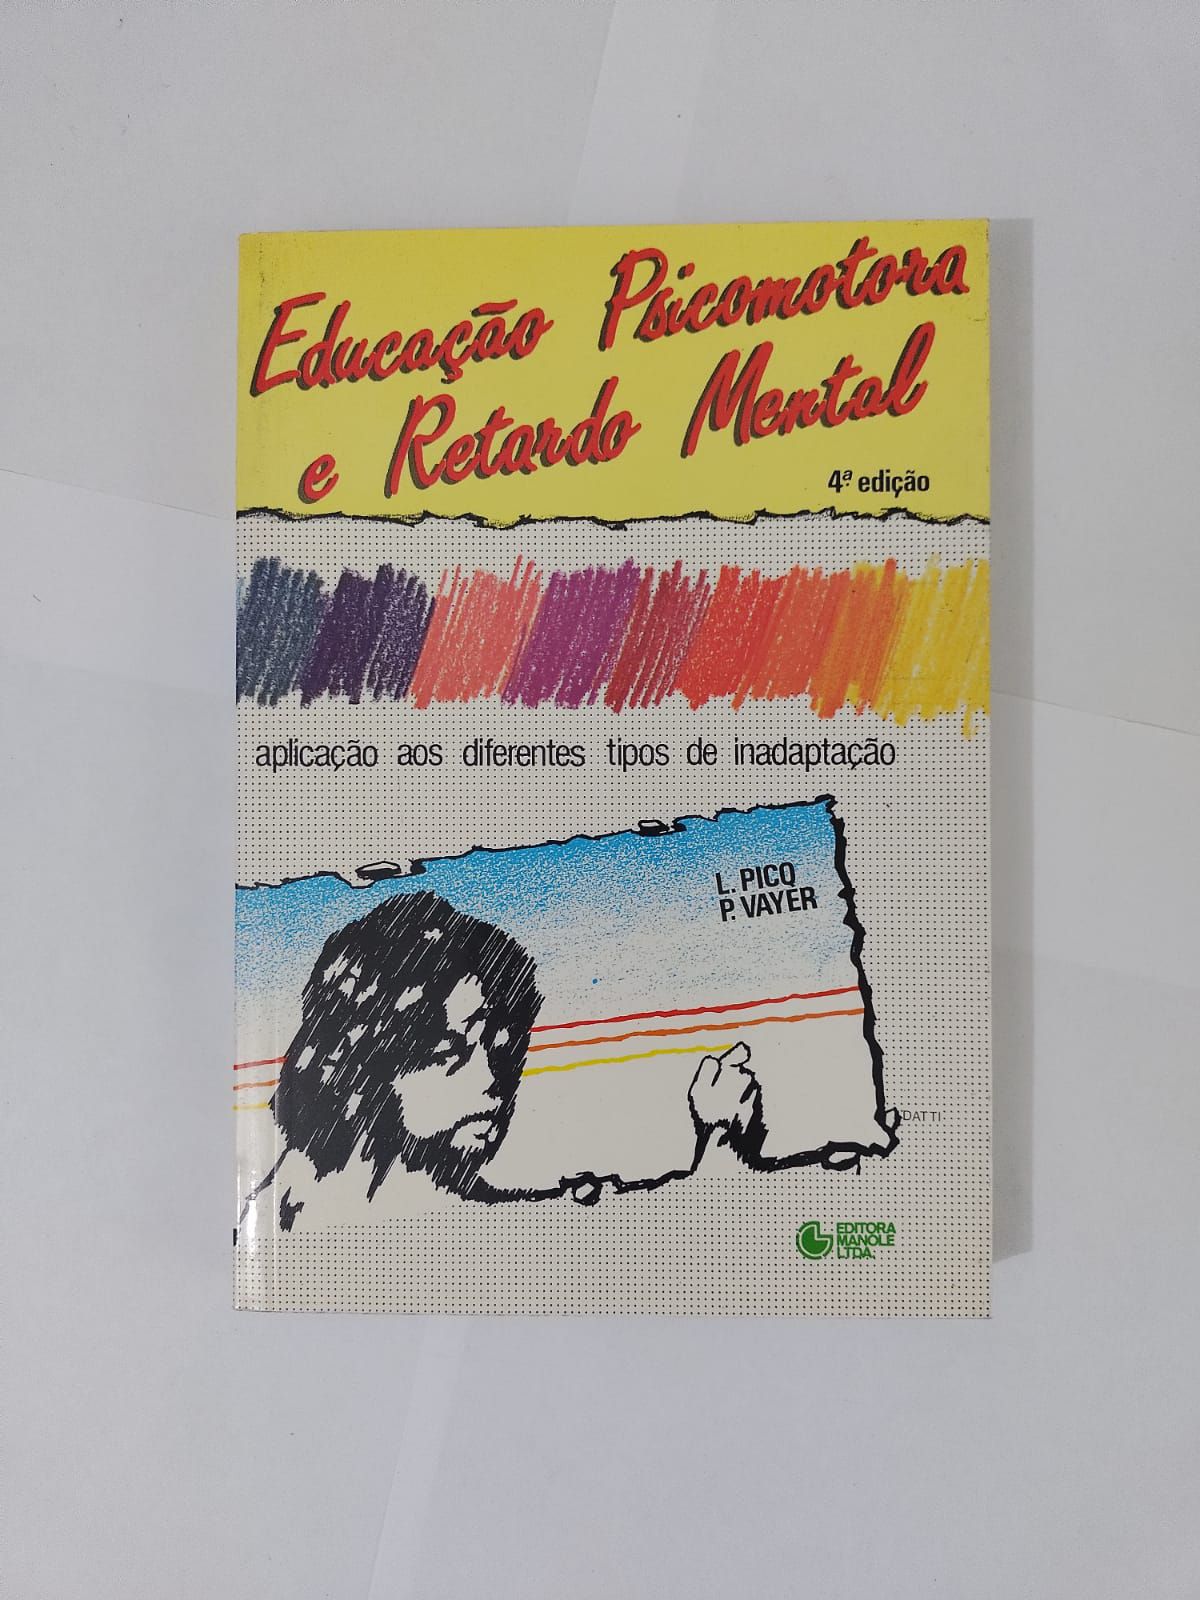 Educação Psicomotora
e Retardo Mental
4ª edição
aplicação aos diferentes tipos de inadaptação
L. PICQ
P. VAYER
DATTI
EDITORA
MANOLE
LTDA.